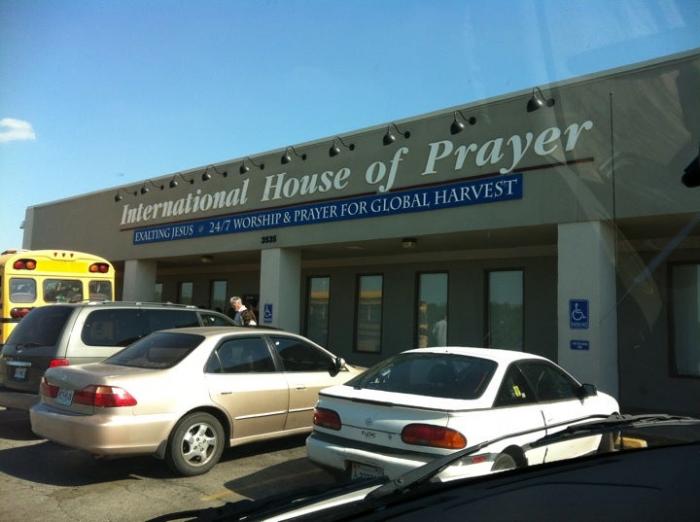 International House of Prayer
EXALTING JESUS @ 24/7 WORSHIP & PRAYER FOR GLOBAL HARVEST
3535